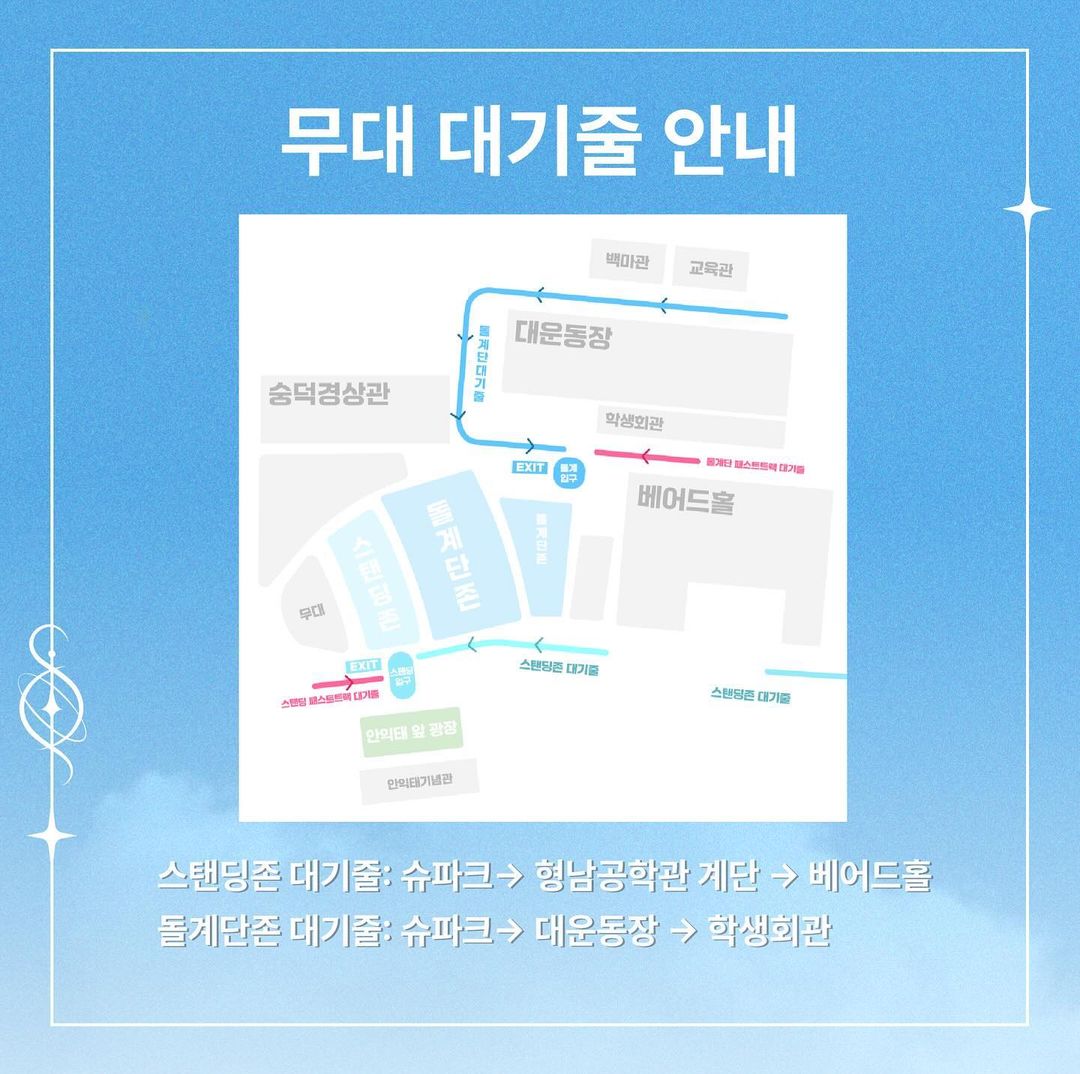 무대 대기줄 안내
백마관
교육관
대운동장
돌계단대기줄
숭덕경상관
학생회관
EXIT
돌계
입구
돌계단 패스트트랙 대기줄
베어드홀
돌계단존
돌계단존
스탠딩존
무대
EXIT
스탠딩
입구
스탠딩존 대기줄
스탠딩 패스트트랙 대기줄
스탠딩존 대기줄
안익태 앞 광장
안익태기념관
스탠딩존 대기줄: 슈파크→ 형남공학관 계단 → 베어드홀
돌계단존 대기줄: 슈파크→ 대운동장 → 학생회관